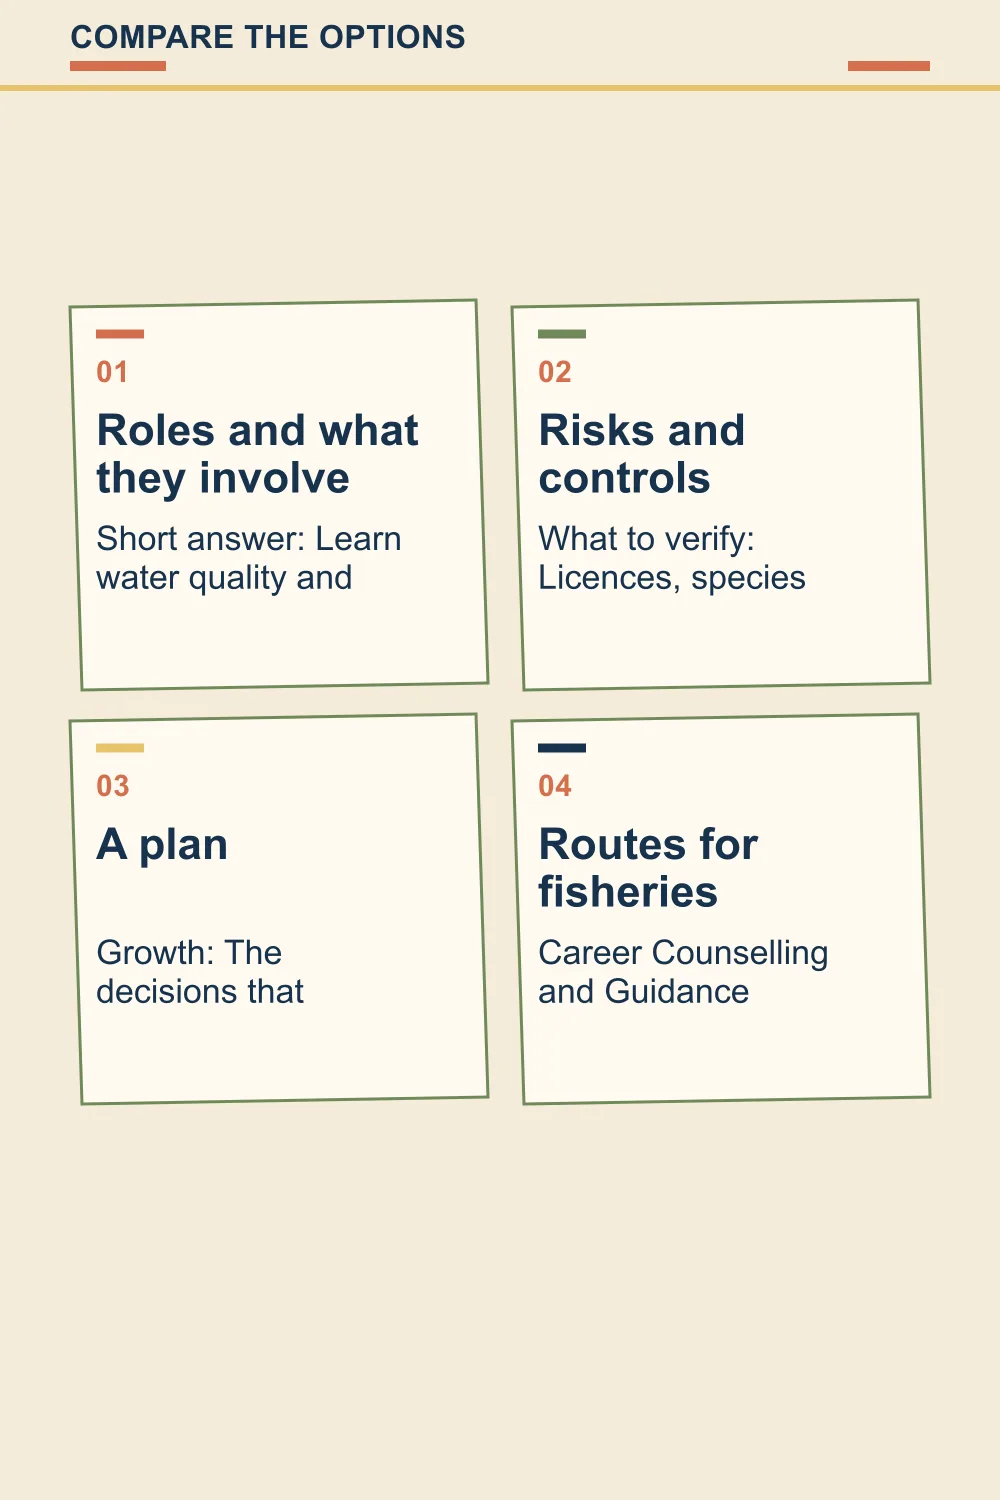 COMPARE THE OPTIONS
01
Roles and what
they involve
Short answer: Learn
water quality and
02
Risks and
controls
What to verify:
Licences, species
03
A plan
Growth: The
decisions that
04
Routes for
fisheries
Career Counselling
and Guidance